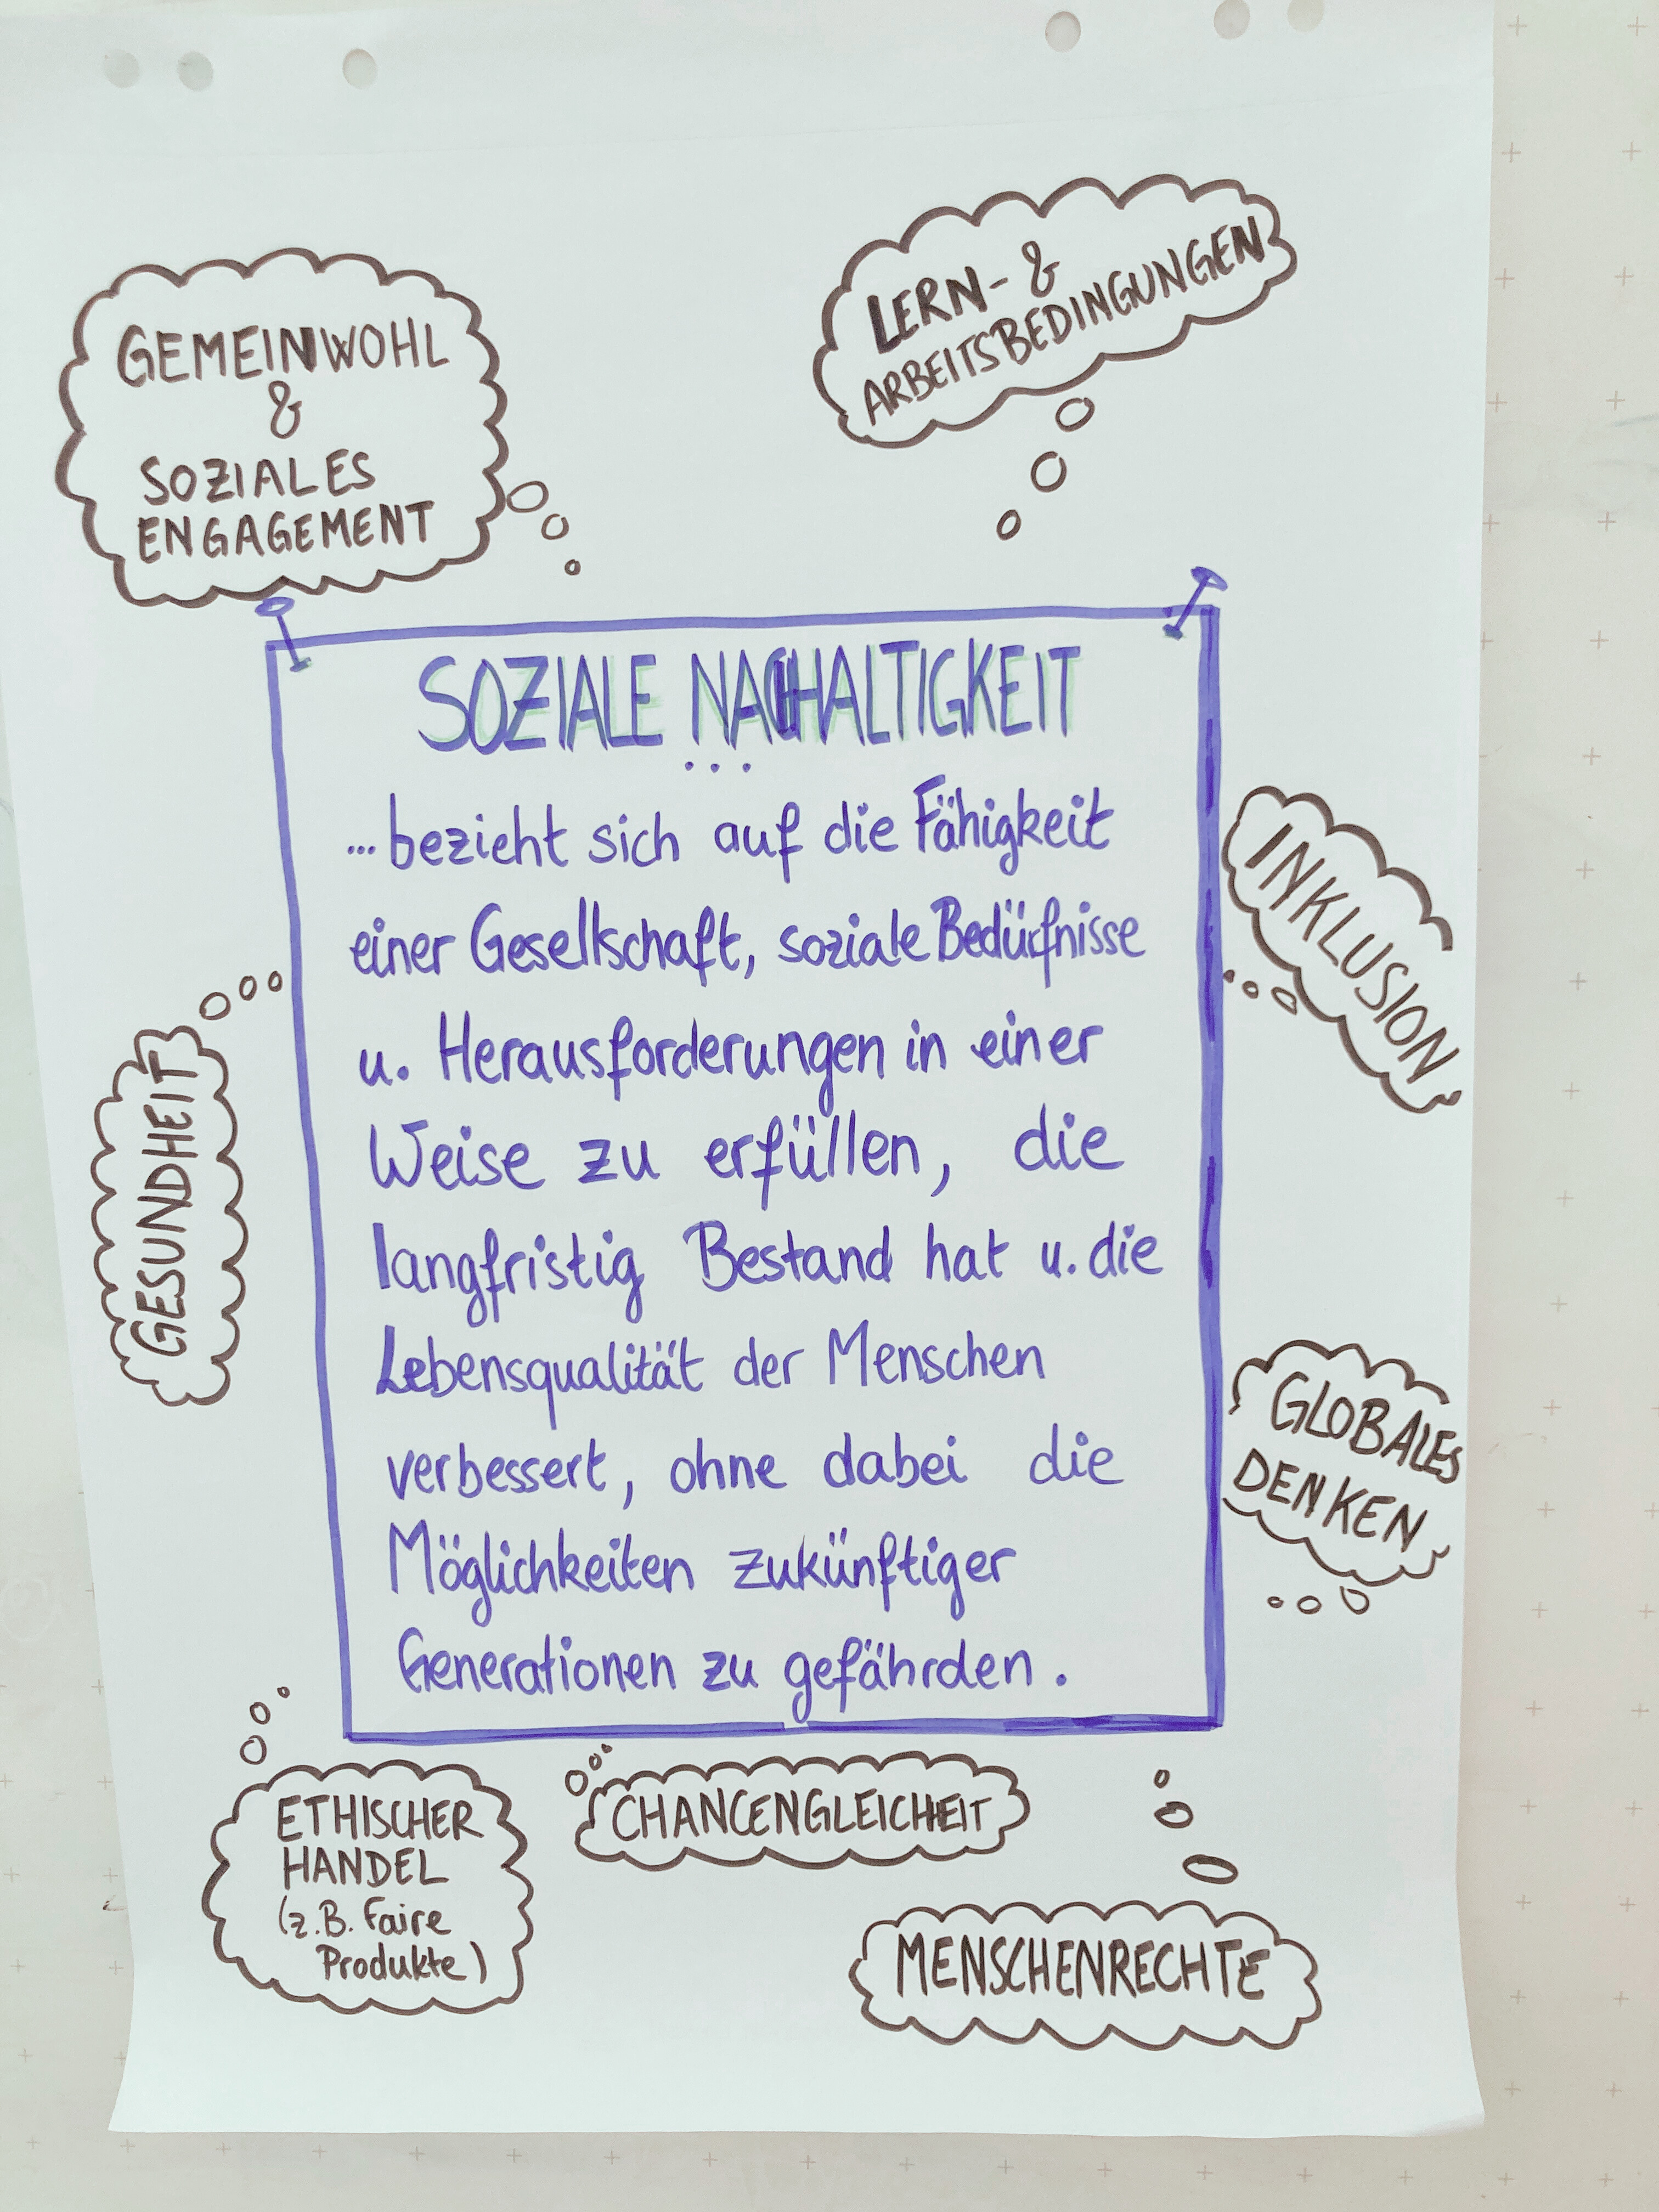 GEMEINWOHL
&
SOZIALES
ENGAGEMENT
LERN- &
ARBEITSBEDINGUNGEN
SOZIALE NACHHALTIGKEIT
...
... bezieht sich auf die Fähigkeit
einer Gesellschaft, soziale Bedürfnisse
u. Herausforderungen in einer
Weise zu erfüllen, die
langfristig Bestand hat u. die
Lebensqualität der Menschen
verbessert, ohne dabei die
Möglichkeiten zukünftiger
Generationen zu gefährden.
INKLUSION
GESUNDHEIT
GLOBALES
DENKEN
ETHISCHER
HANDEL
(z.B. Faire
Produkte)
CHANCENGLEICHHEIT
MENSCHENRECHTE